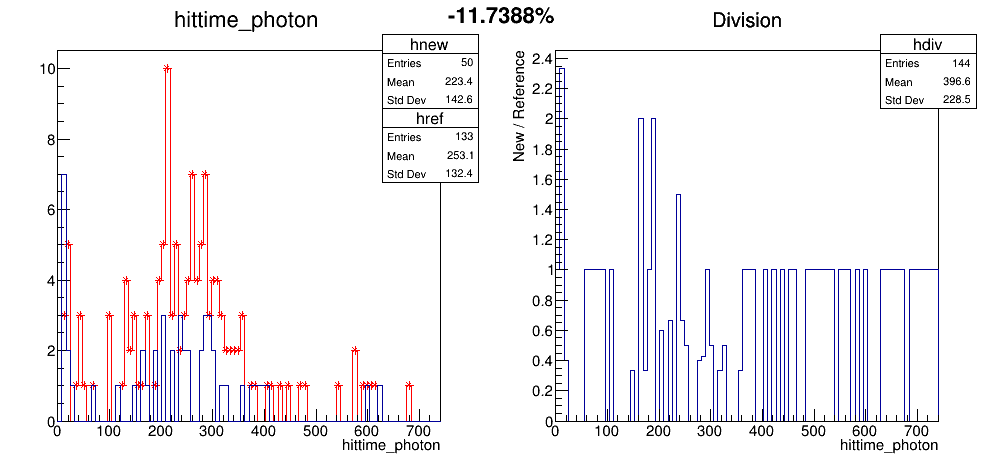 -11.7388%
hittime_photon
hnew
Entries 50
Mean 223.4
Std Dev 142.6
href
Entries 133
Mean 253.1
Std Dev 132.4
10
8
6
4
2
0
0 100 200 300 400 500 600 700
hittime_photon
Division
hdiv
Entries 144
Mean 396.6
Std Dev 228.5
New / Reference
2.4
2.2
2
1.8
1.6
1.4
1.2
1
0.8
0.6
0.4
0.2
0
0 100 200 300 400 500 600 700
hittime_photon